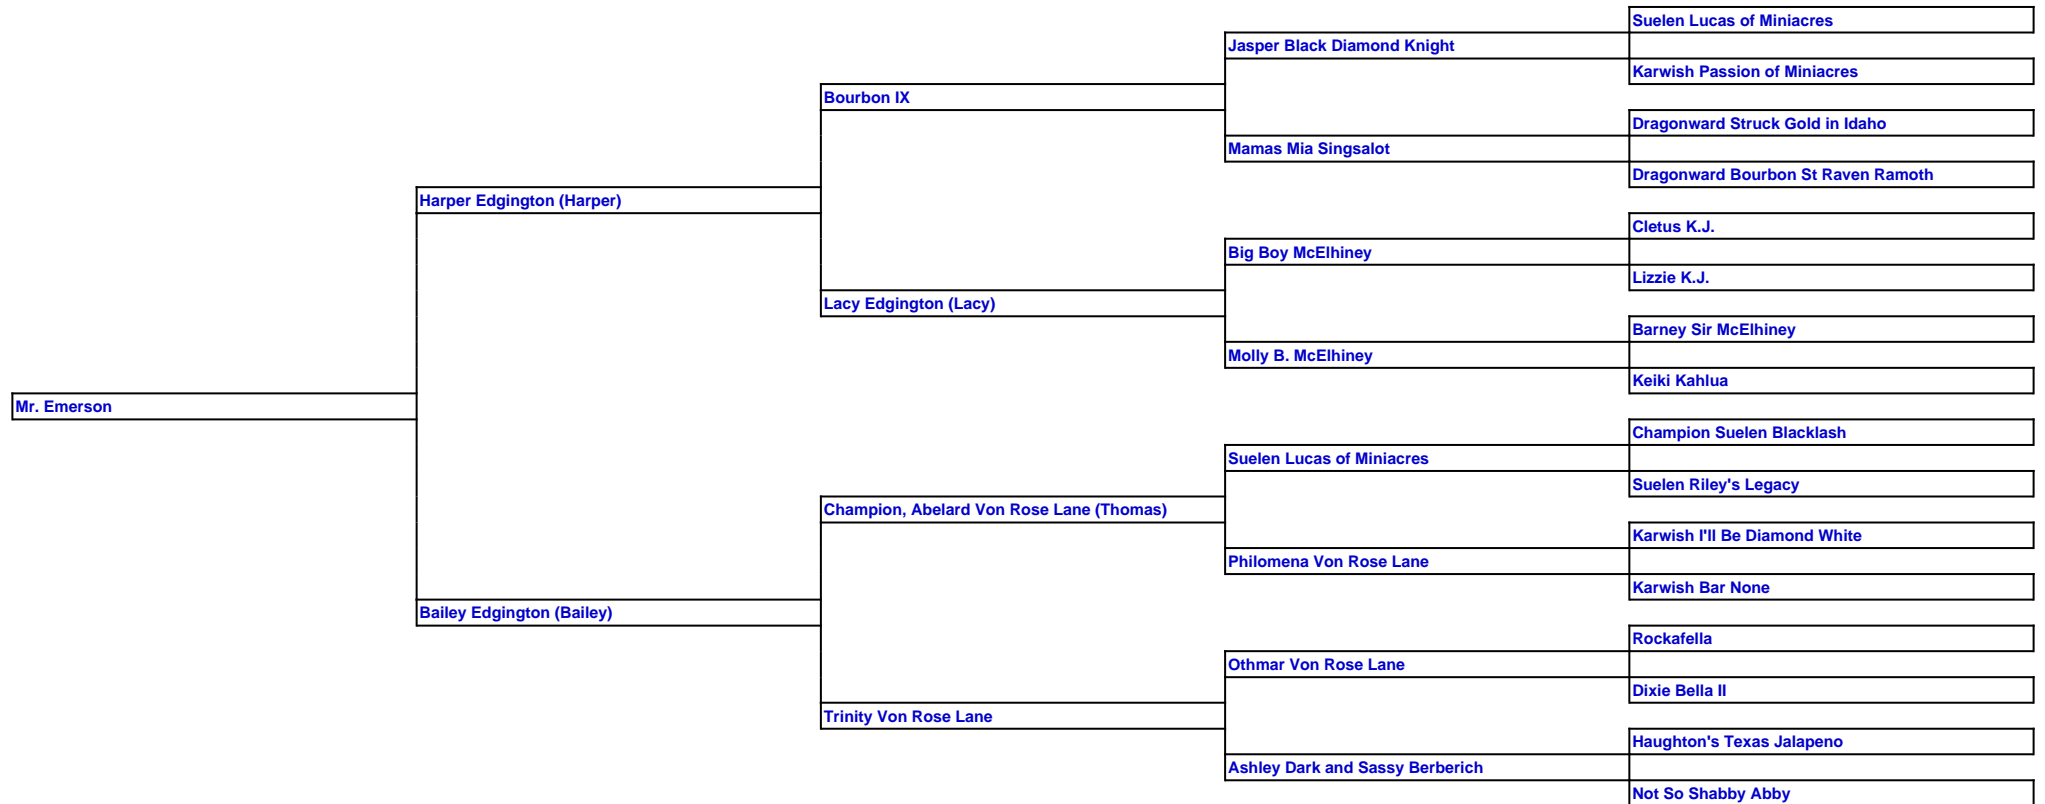 Suelen Lucas of Miniacres
Jasper Black Diamond Knight
Karwish Passion of Miniacres
Bourbon IX
Dragonward Struck Gold in Idaho
Mamas Mia Singsalot
Dragonward Bourbon St Raven Ramoth
Harper Edgington (Harper)
Cletus K.J.
Big Boy McElhiney
Lizzie K.J.
Lacy Edgington (Lacy)
Barney Sir McElhiney
Molly B. McElhiney
Keiki Kahlua
Mr. Emerson
Champion Suelen Blacklash
Suelen Lucas of Miniacres
Suelen Riley's Legacy
Champion, Abelard Von Rose Lane (Thomas)
Karwish I'll Be Diamond White
Philomena Von Rose Lane
Karwish Bar None
Bailey Edgington (Bailey)
Rockafella
Othmar Von Rose Lane
Dixie Bella II
Trinity Von Rose Lane
Haughton's Texas Jalapeno
Ashley Dark and Sassy Berberich
Not So Shabby Abby